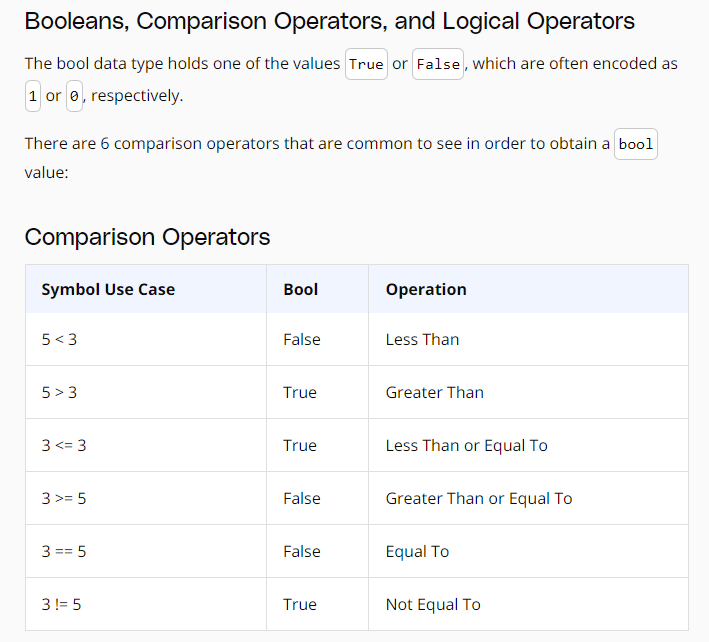 Booleans, Comparison Operators, and Logical Operators
The bool data type holds one of the values True or False, which are often encoded as
1 or 0, respectively.
There are 6 comparison operators that are common to see in order to obtain a bool
value:
Comparison Operators
Symbol Use Case Bool Operation
5 < 3 False Less Than
5 > 3 True Greater Than
3 <= 3 True Less Than or Equal To
3 >= 5 False Greater Than or Equal To
3 == 5 False Equal To
3 != 5 True Not Equal To